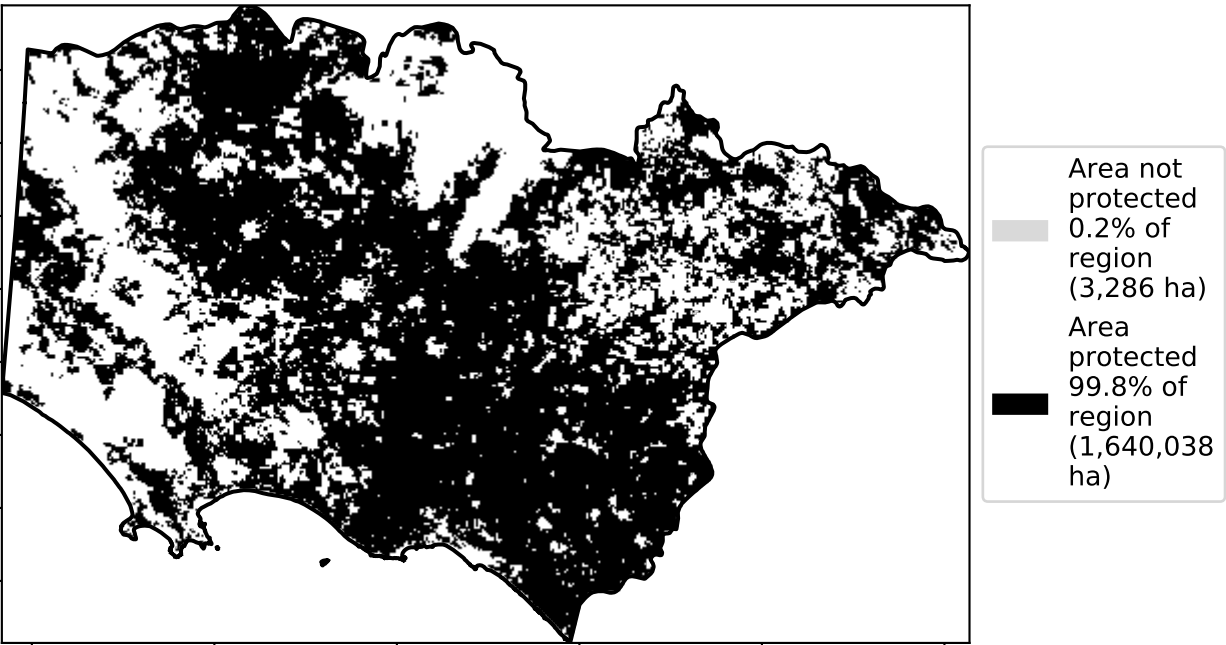 Area not
protected
0.2% of
region
(3,286 ha)
Area
protected
99.8% of
region
(1,640,038
ha)